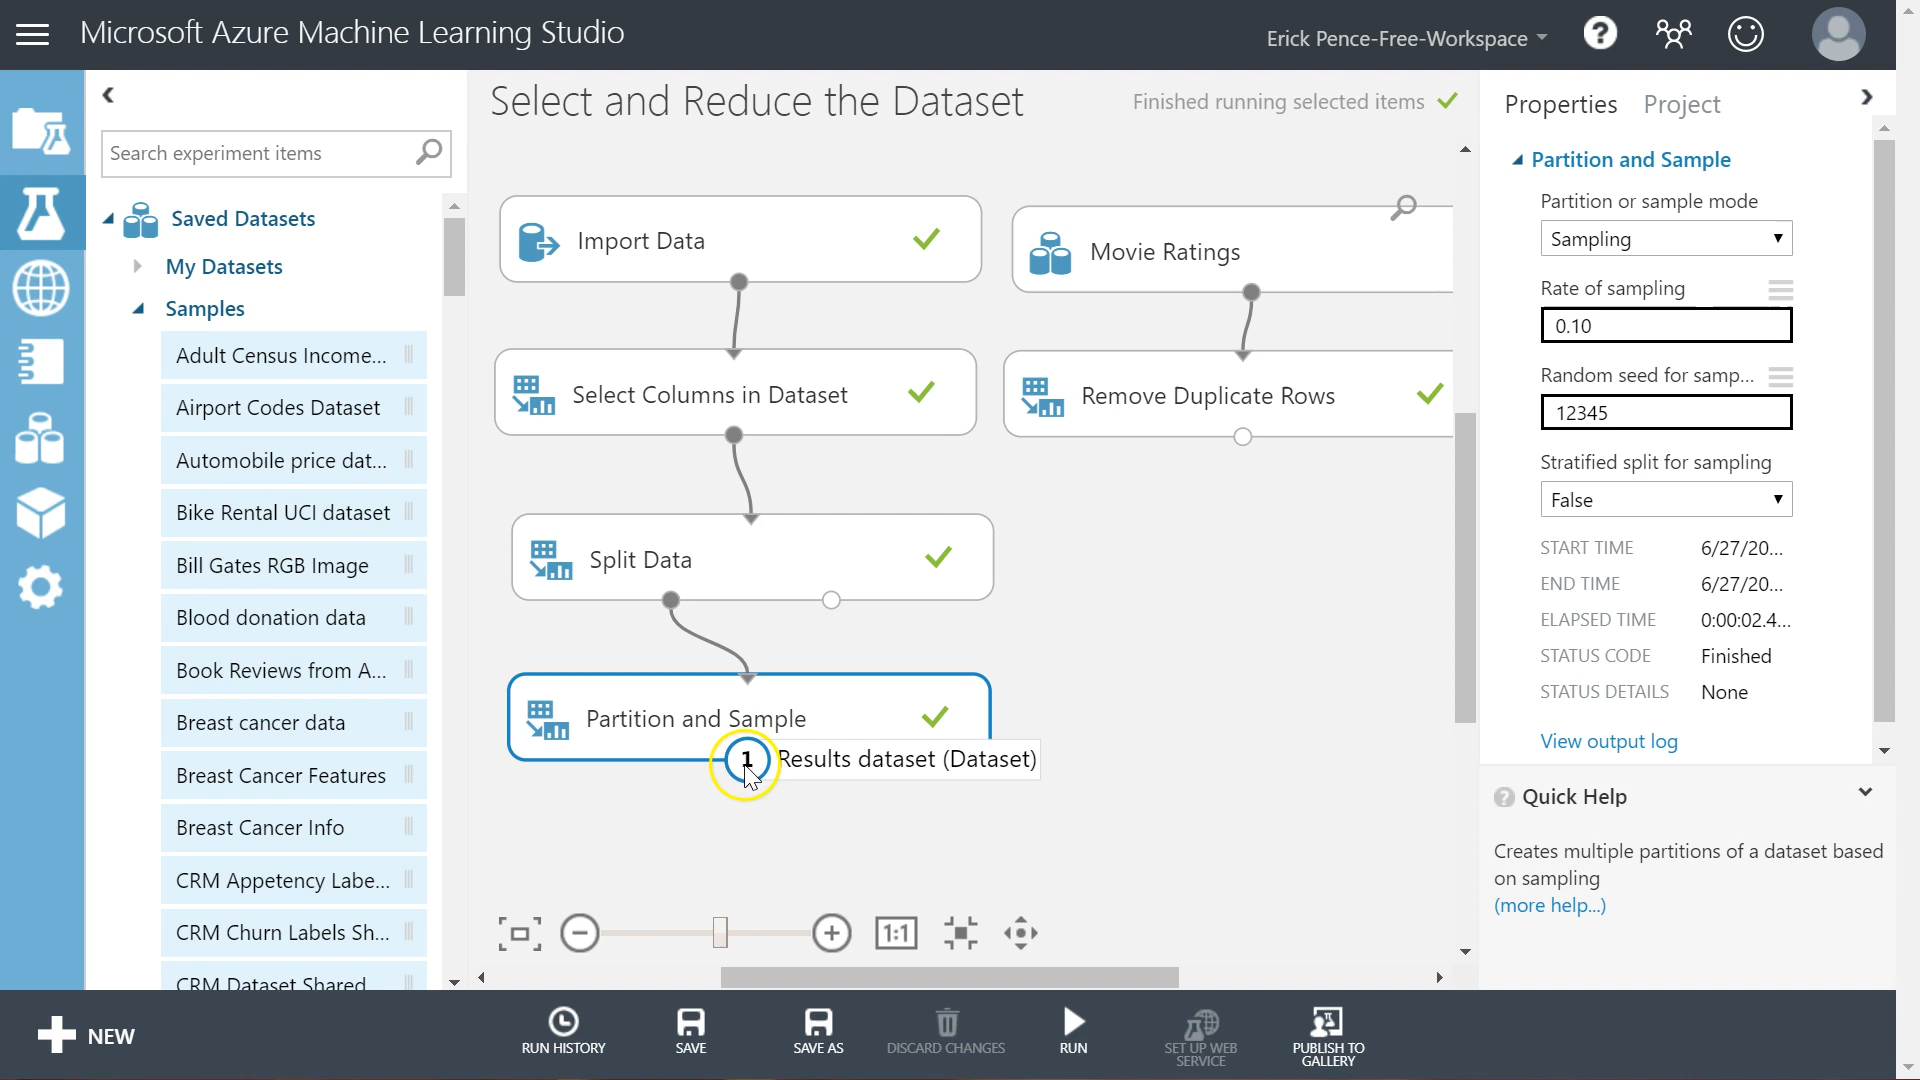 Microsoft Azure Machine Learning Studio
Erick Pence-Free-Workspace
Search experiment items
Saved Datasets
My Datasets
Samples
Adult Census Income...
Airport Codes Dataset
Automobile price dat...
Bike Rental UCI dataset
Bill Gates RGB Image
Blood donation data
Book Reviews from A...
Breast cancer data
Breast Cancer Features
Breast Cancer Info
CRM Appetency Labe...
CRM Churn Labels Sh...
CRM Dataset Shared
Select and Reduce the Dataset
Finished running selected items
Import Data
Movie Ratings
Select Columns in Dataset
Remove Duplicate Rows
Split Data
Partition and Sample
1
Results dataset (Dataset)
1:1
Properties
Project
Partition and Sample
Partition or sample mode
Sampling
Rate of sampling
0.10
Random seed for samp...
12345
Stratified split for sampling
False
START TIME 6/27/20...
END TIME 6/27/20...
ELAPSED TIME 0:00:02.4...
STATUS CODE Finished
STATUS DETAILS None
View output log
Quick Help
Creates multiple partitions of a dataset based
on sampling
(more help...)
NEW
RUN HISTORY
SAVE
SAVE AS
DISCARD CHANGES
RUN
SET UP WEB
SERVICE
PUBLISH TO
GALLERY